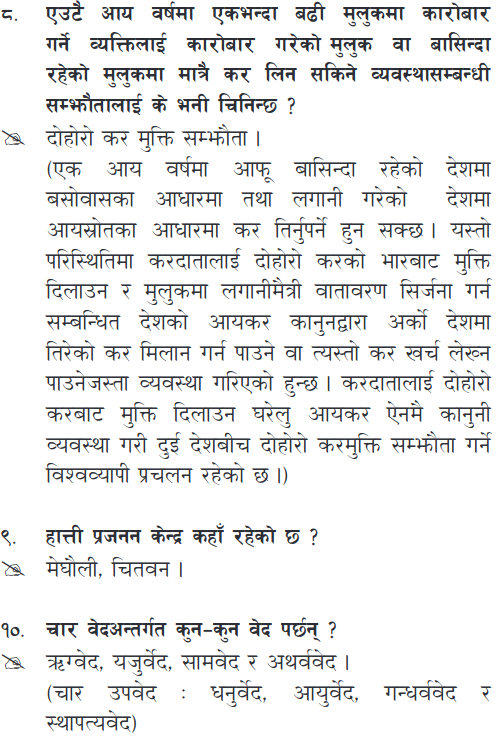 ८. एउटै आय वर्षमा एकभन्दा बढी मुलुकमा कारोबार
गर्ने व्यक्तिलाई कारोबार गरेको मुलुक वा बासिन्दा
रहेको मुलुकमा मात्रै कर लिन सकिने व्यवस्थासम्बन्धी
सम्झौतालाई के भनी चिनिन्छ ?
दोहोरो कर मुक्ति सम्झौता ।
(एक आय वर्षमा आफू बासिन्दा रहेको देशमा
बसोवासका आधारमा तथा लगानी गरेको देशमा
आयस्रोतका आधारमा कर तिर्नुपर्ने हुन सक्छ । यस्तो
परिस्थितिमा करदातालाई दोहोरो करको भारबाट मुक्ति
दिलाउन र मुलुकमा लगानीमैत्री वातावरण सिर्जना गर्न
सम्बन्धित देशको आयकर कानुनद्वारा अर्को देशमा
तिरेको कर मिलान गर्न पाउने वा त्यस्तो कर खर्च लेख्न
पाउनेजस्ता व्यवस्था गरिएको हुन्छ । करदातालाई दोहोरो
करबाट मुक्ति दिलाउन घरेलु आयकर ऐनमै कानुनी
व्यवस्था गरी दुई देशबीच दोहोरो करमुक्ति सम्झौता गर्ने
विश्वव्यापी प्रचलन रहेको छ ।)
९. हात्ती प्रजनन केन्द्र कहाँ रहेको छ ?
मेघौली, चितवन ।
१०. चार वेदअन्तर्गत कुन-कुन वेद पर्छन् ?
ऋग्वेद, यजुर्वेद, सामवेद र अथर्ववेद ।
(चार उपवेद : धनुर्वेद, आयुर्वेद, गन्धर्ववेद र
स्थापत्यवेद)